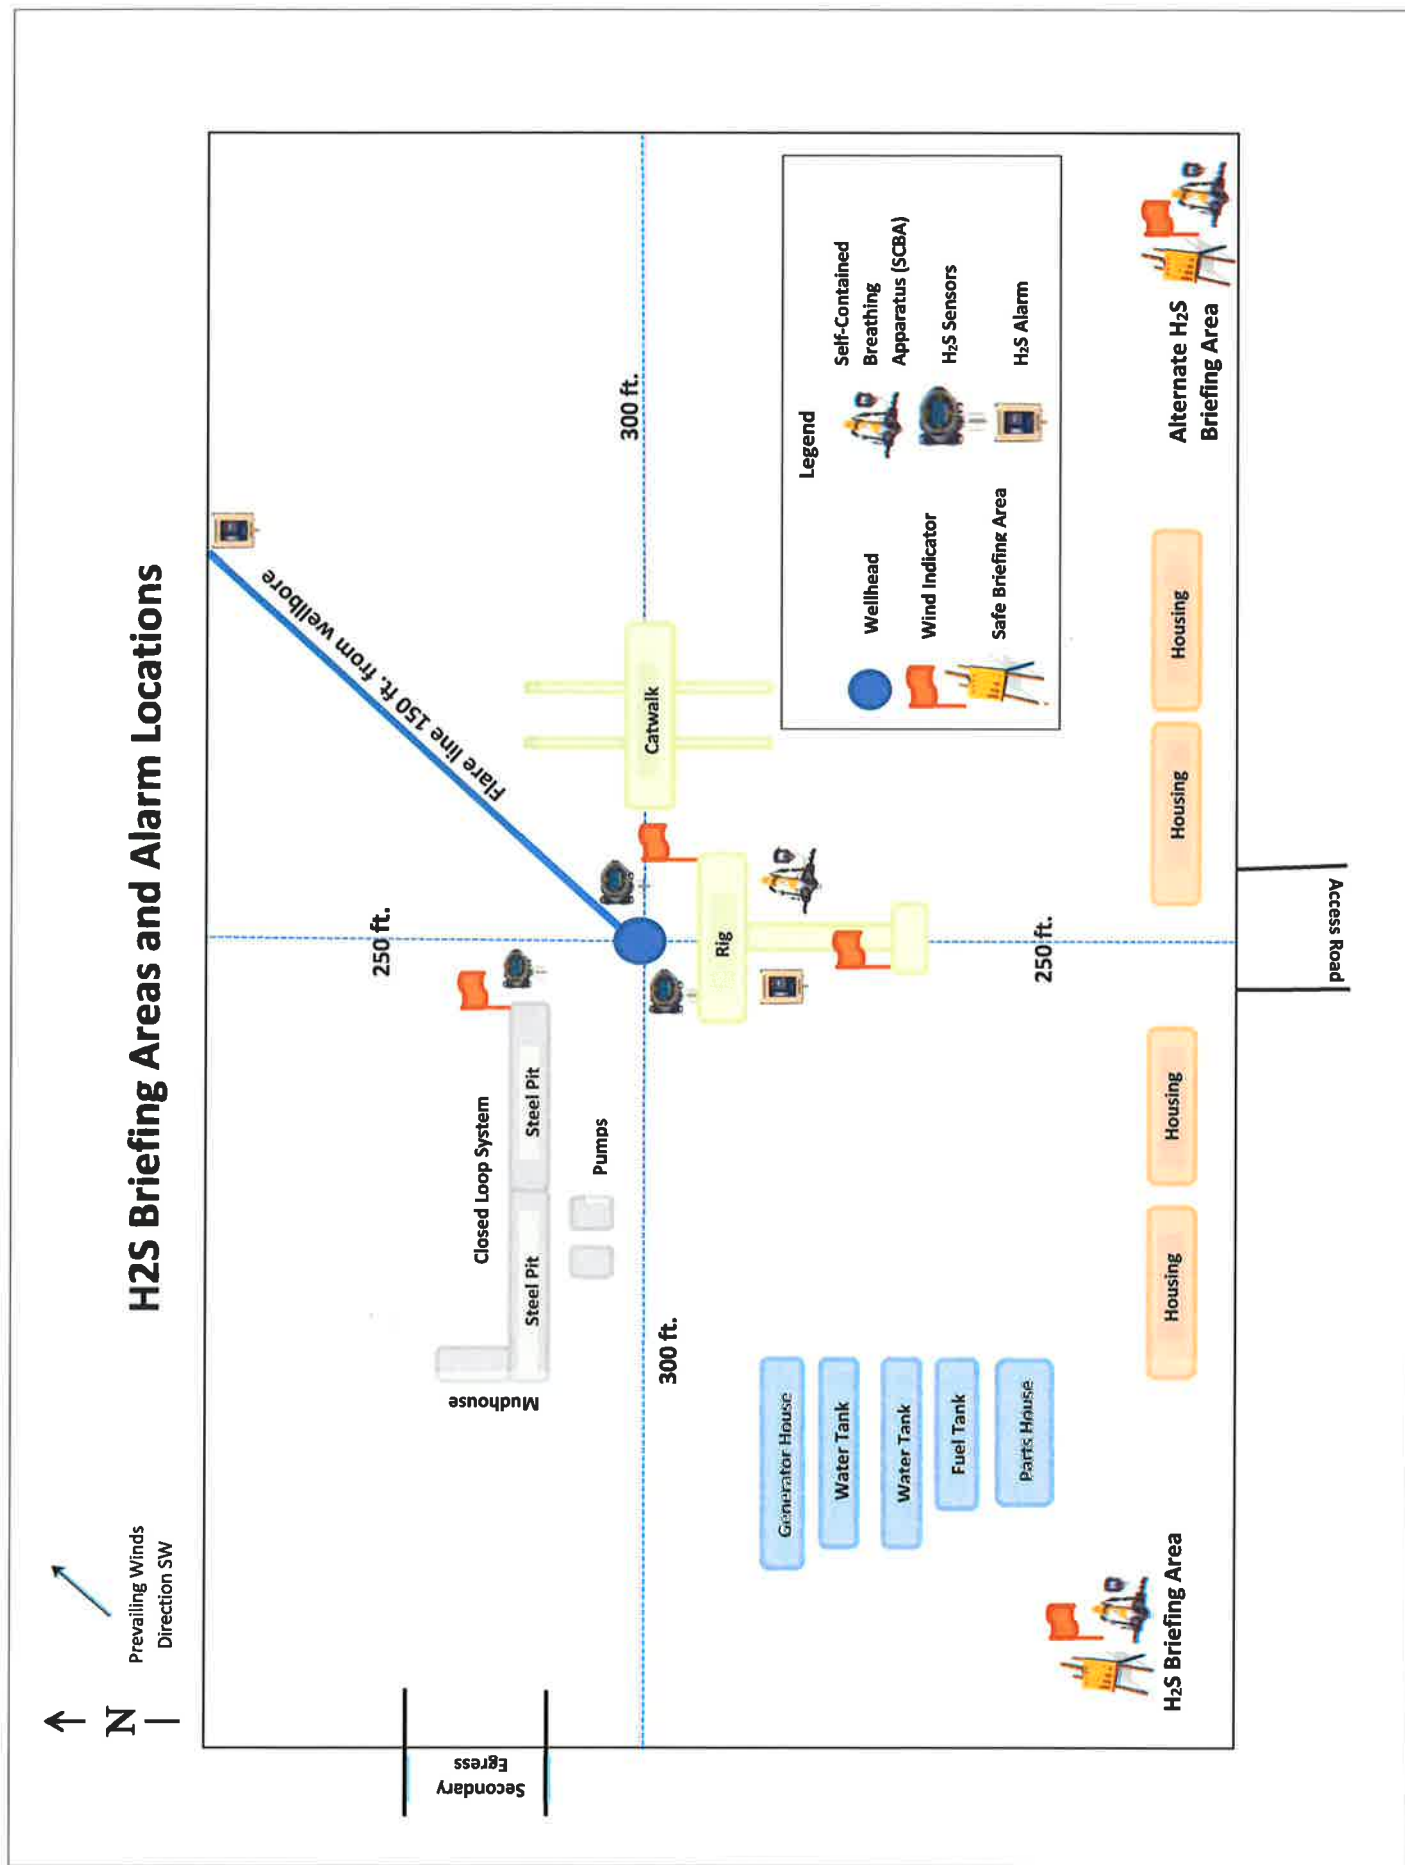 H2S Briefing Areas and Alarm Locations
N
Prevailing Winds
Direction SW
Secondary
Egress
250 ft.
Flare line 150 ft. from wellbore
Closed Loop System
Mudhouse
Steel Pit
Steel Pit
Pumps
300 ft.
300 ft.
Catwalk
Rig
250 ft.
Generator House
Water Tank
Water Tank
Fuel Tank
Parts House
Legend
Wellhead
Wind Indicator
Safe Briefing Area
Self-Contained
Breathing
Apparatus (SCBA)
H2S Sensors
H2S Alarm
H2S Briefing Area
Housing
Housing
Housing
Housing
Alternate H2S
Briefing Area
Access Road